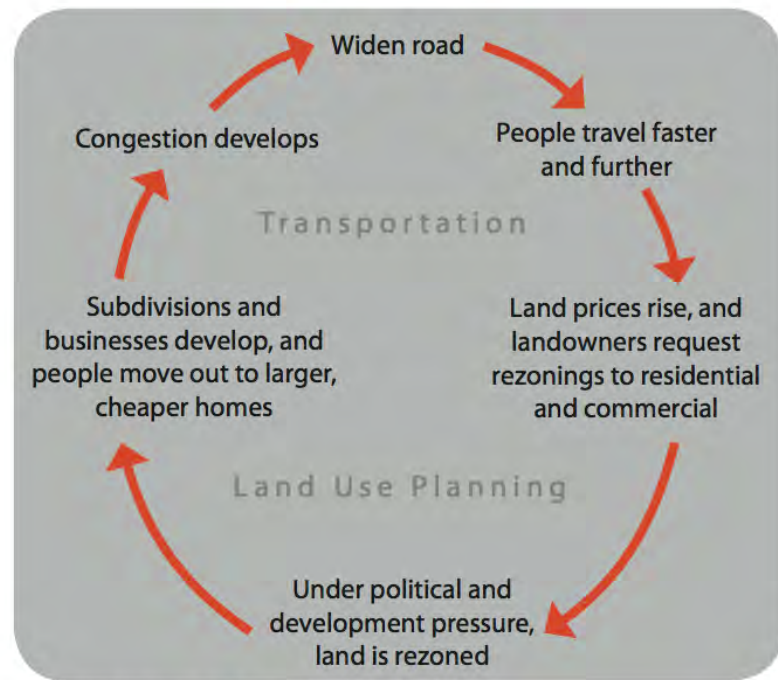 Widen road
People travel faster
and further
Land prices rise, and
landowners request
rezonings to residential
and commercial
Under political and
development pressure,
land is rezoned
Subdivisions and
businesses develop, and
people move out to larger,
cheaper homes
Congestion develops
Transportation
Land Use Planning